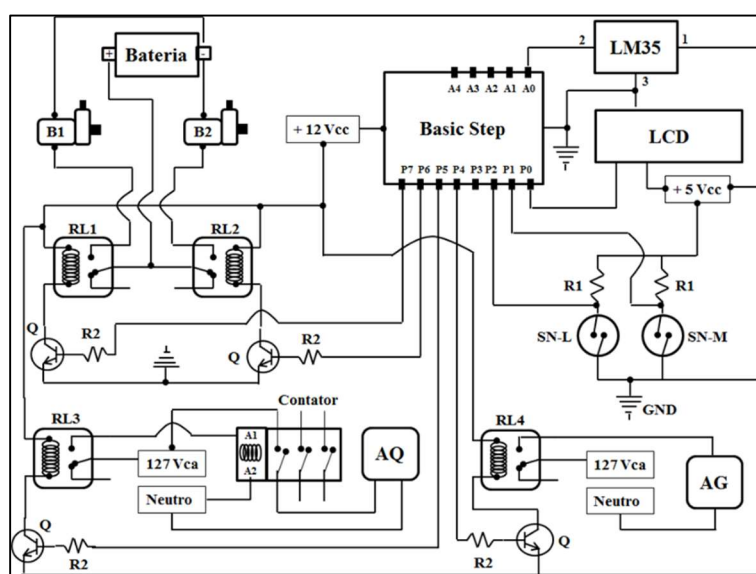 2 LM35 1
3
+ Bateria -
A4 A3 A2 A1 A0
B1 B2
+ 12 Vcc Basic Step LCD
P7 P6 P5 P4 P3 P2 P1 P0
+ 5 Vcc
RL1 RL2
R1 R1
Q R2 Q R2
SN-L SN-M
GND
Contator
RL3 RL4
A1
127 Vca AQ 127 Vca AG
A2
Neutro Neutro
Q R2 R2 Q